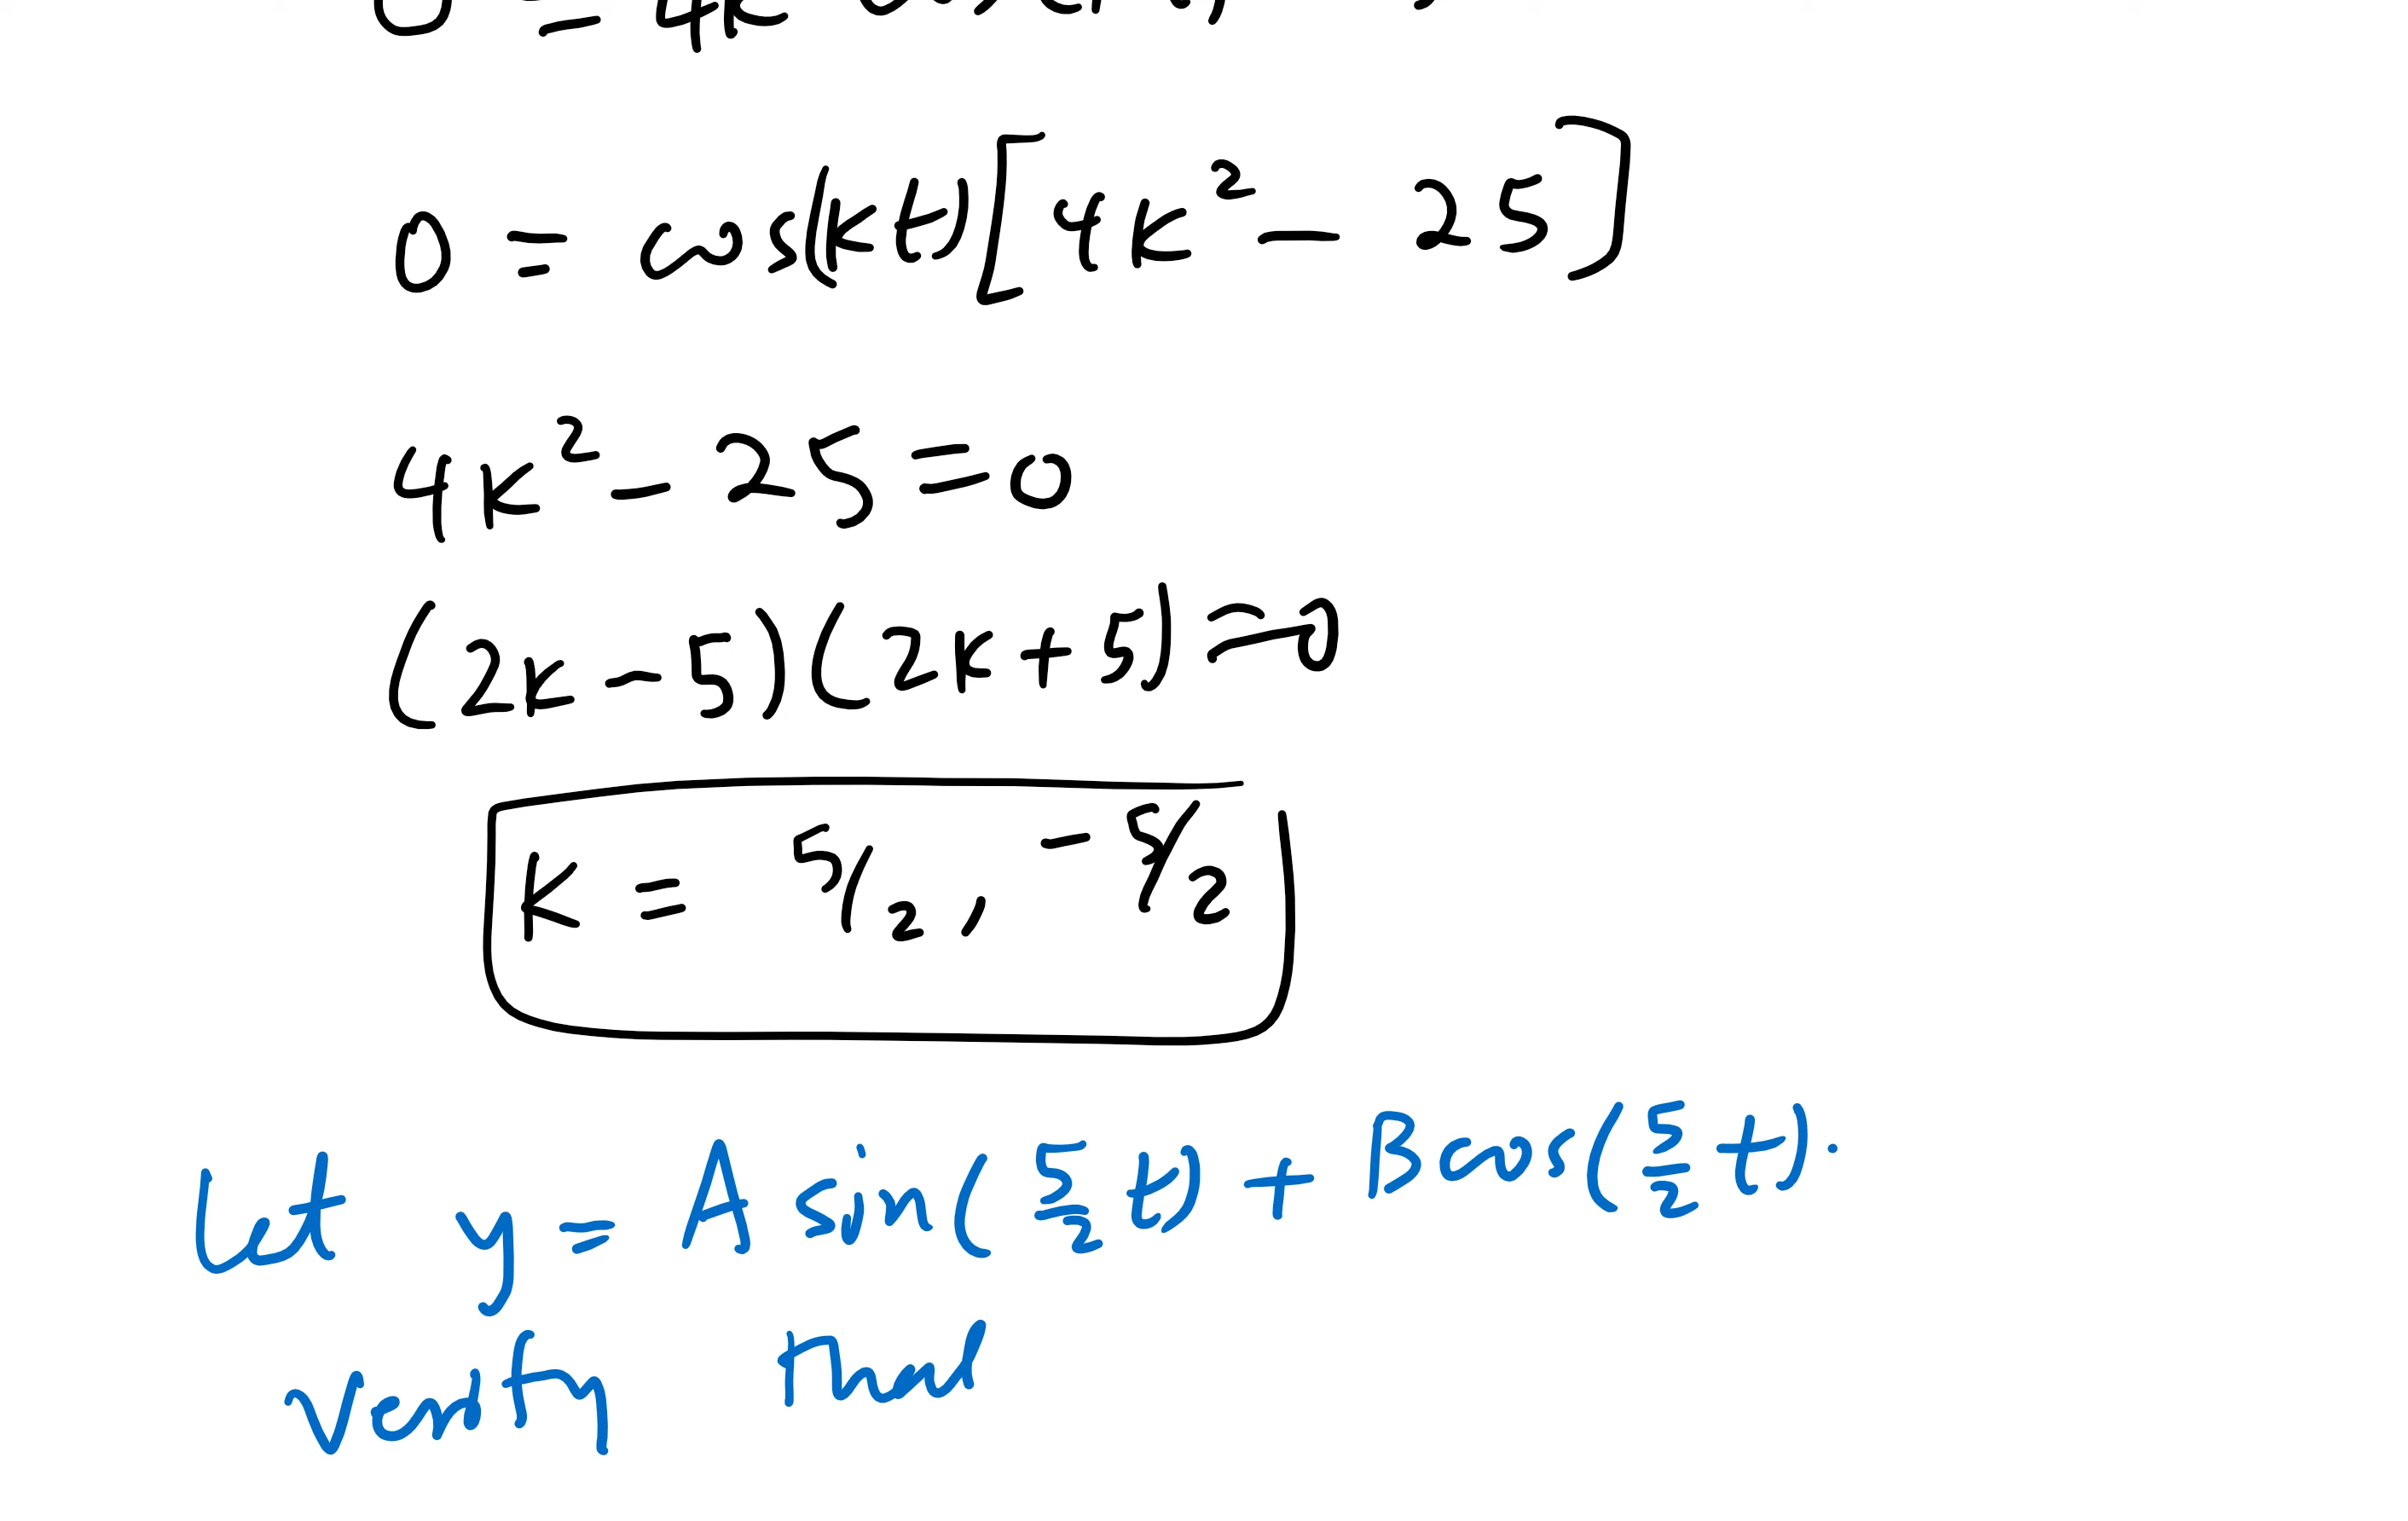 0 = cos(kt)[4k² - 25]
4k² - 25 = 0
(2k - 5)(2k + 5) = 0
K = 5/2, - 5/2
Let y = A sin(5/2 t) + B cos(5/2 t).
verify that